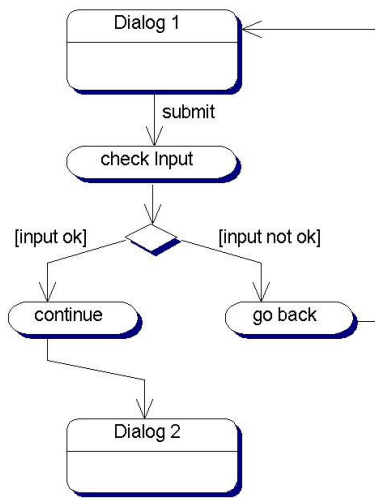 Dialog 1
submit
check Input
[input ok]
[input not ok]
continue
go back
Dialog 2